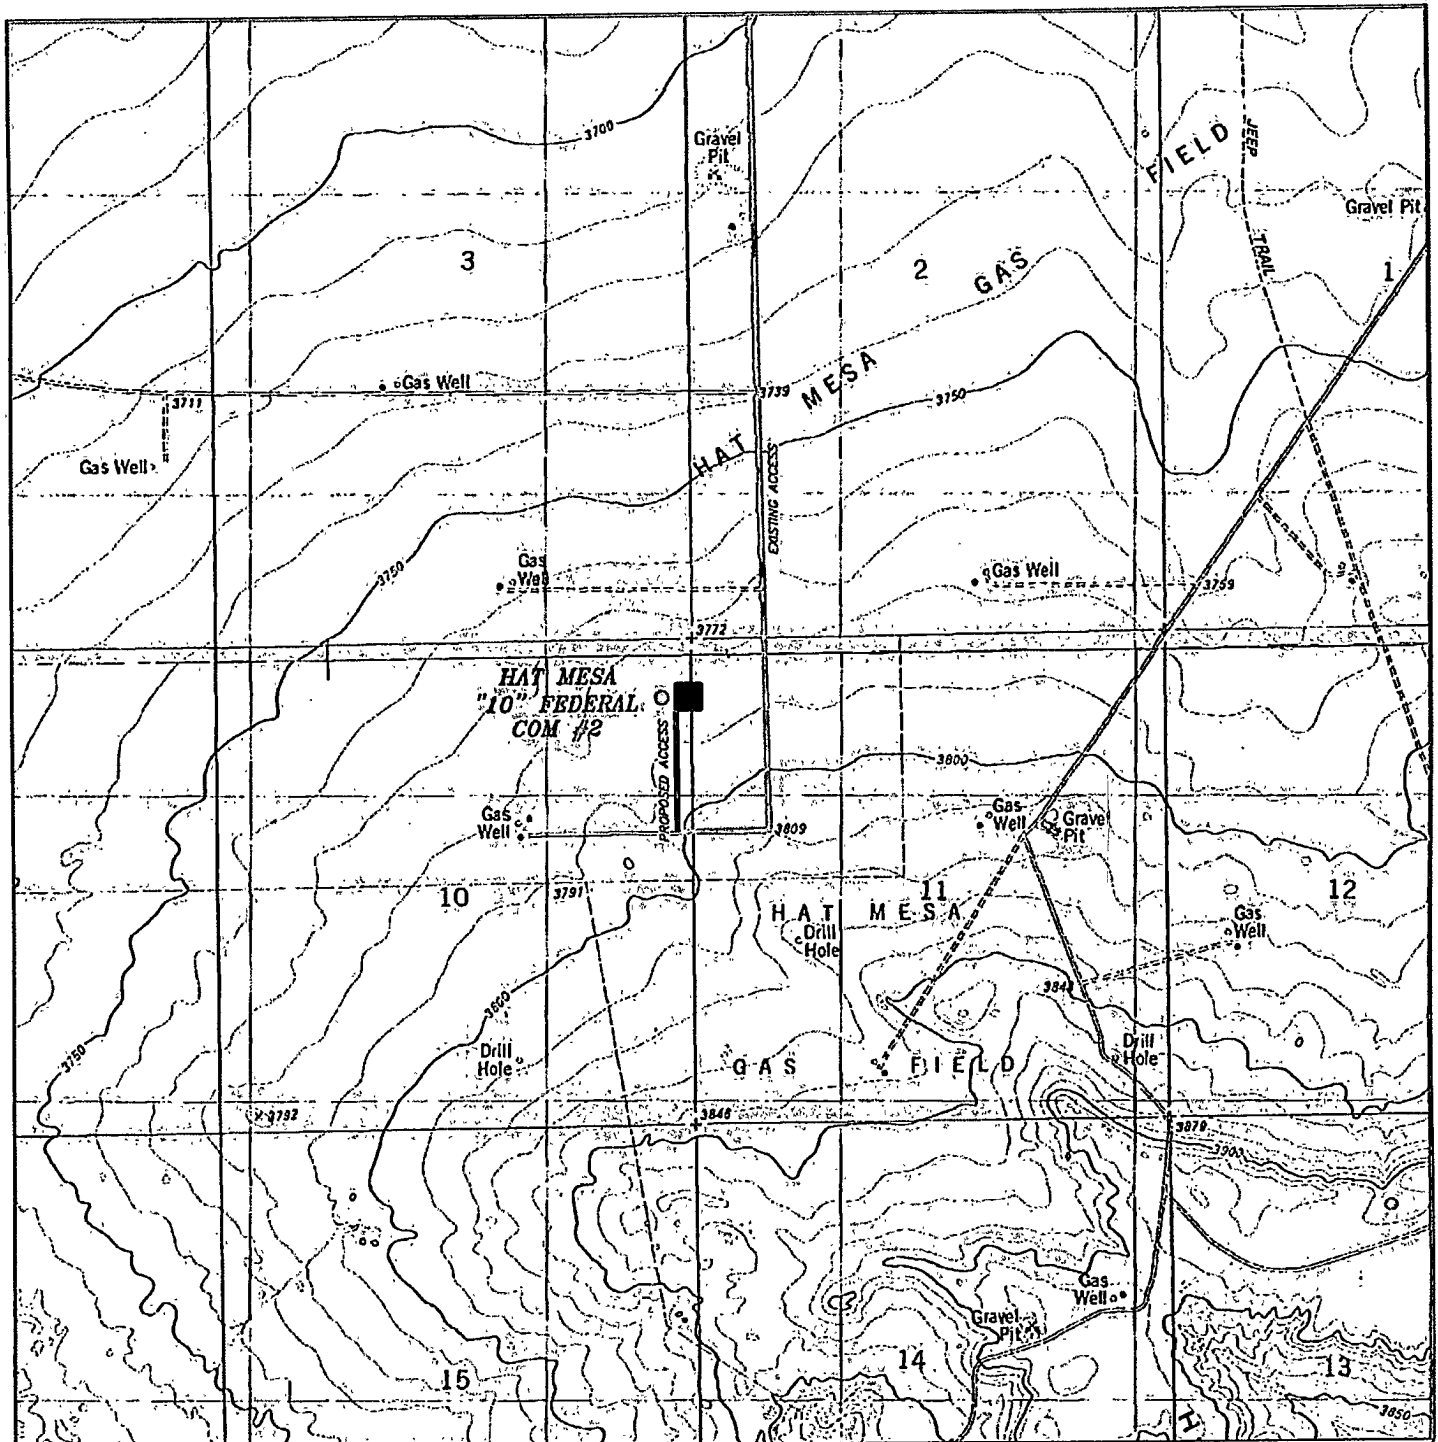 3700
Gravel
Pit
FIELD
JEEP
TRAIL
Gravel Pit
3
2
1
GAS
MESA
HAT
3711
Gas Well
3739
3750
Gas Well
EXISTING ACCESS
3750
Gas
Well
Gas Well
3759
3772
HAT MESA
"10" FEDERAL
COM #2
PROPOSED ACCESS
3800
Gas
Well
3809
Gas
Well
Gravel
Pit
10
3791
11
12
HAT MESA
Drill
Hole
Gas
Well
3800
3843
3750
Drill
Hole
GAS FIELD
Drill
Hole
3792
3846
3879
3900
Gas
Well
Gravel
Pit
15
14
13
3850
H